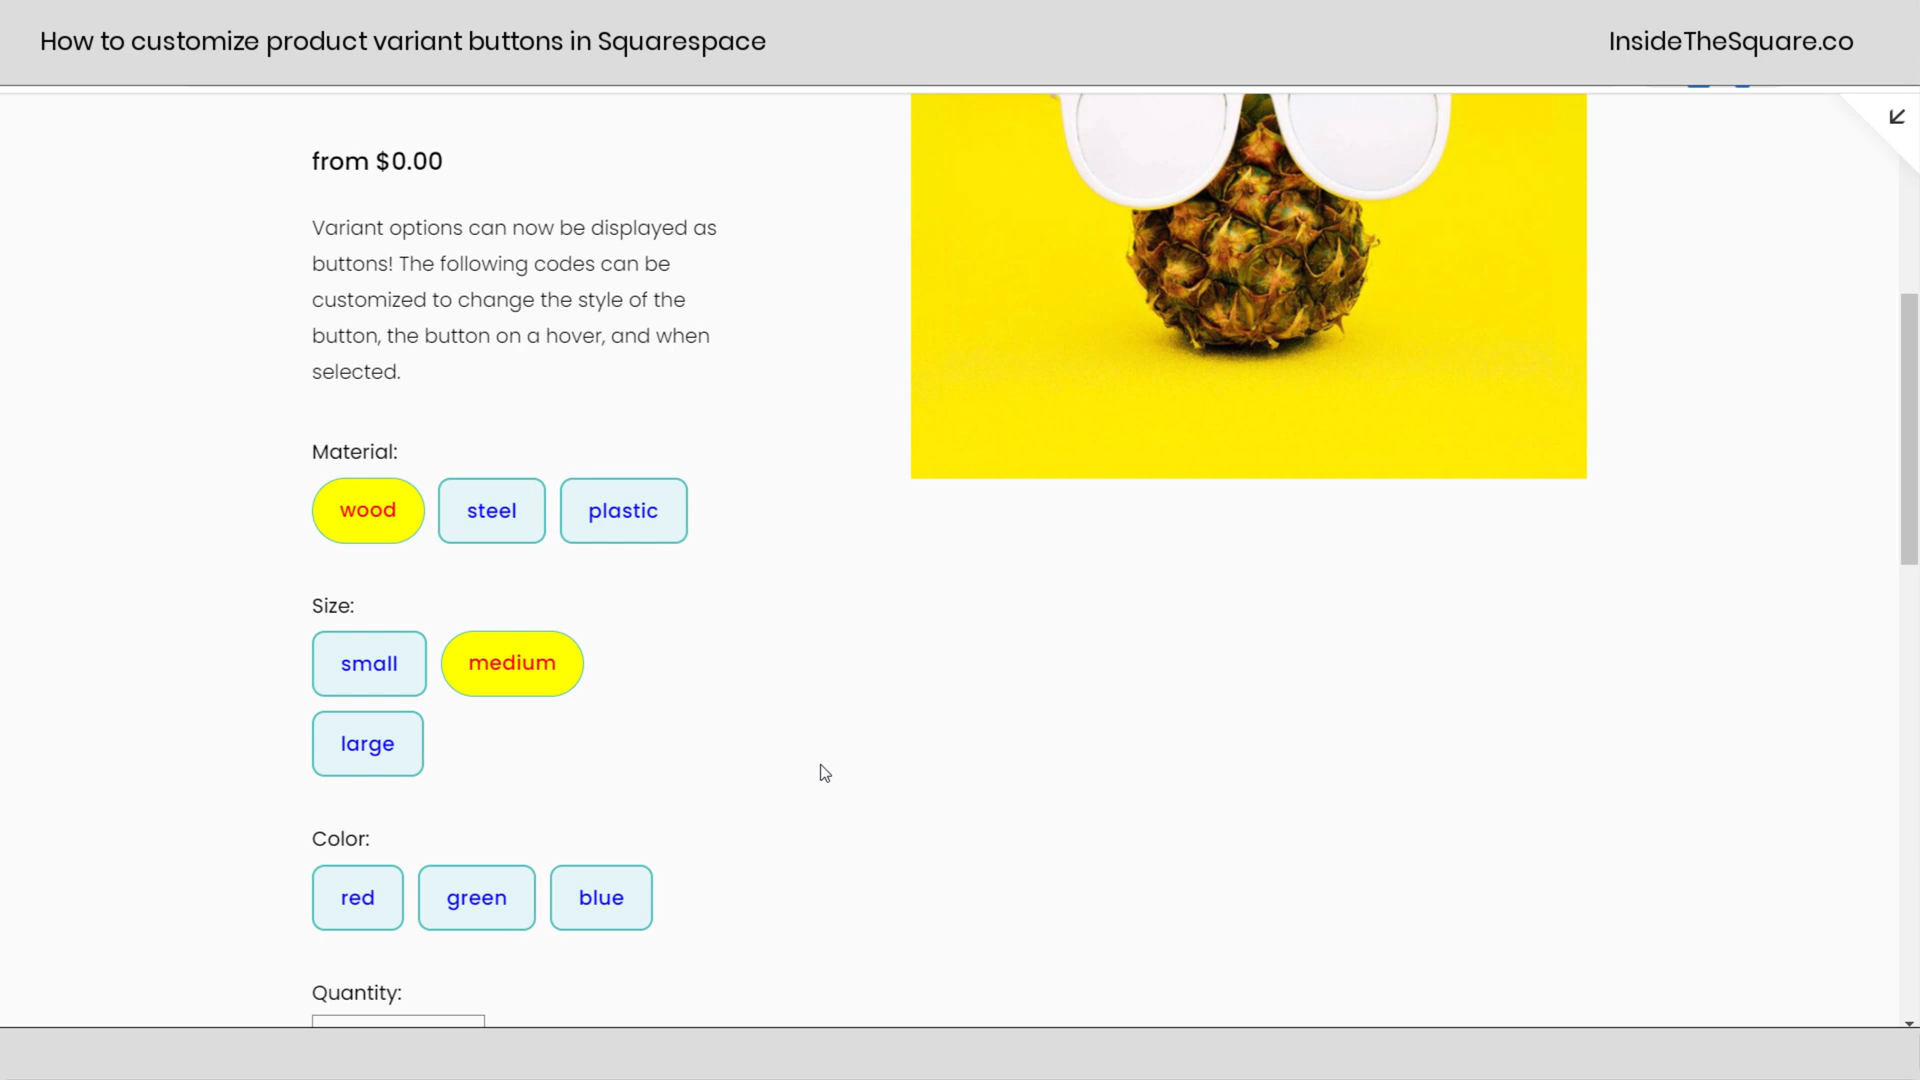 How to customize product variant buttons in Squarespace
InsideTheSquare.co
from $0.00
Variant options can now be displayed as
buttons! The following codes can be
customized to change the style of the
button, the button on a hover, and when
selected.
Material:
wood steel plastic
Size:
small medium
large
Color:
red green blue
Quantity: